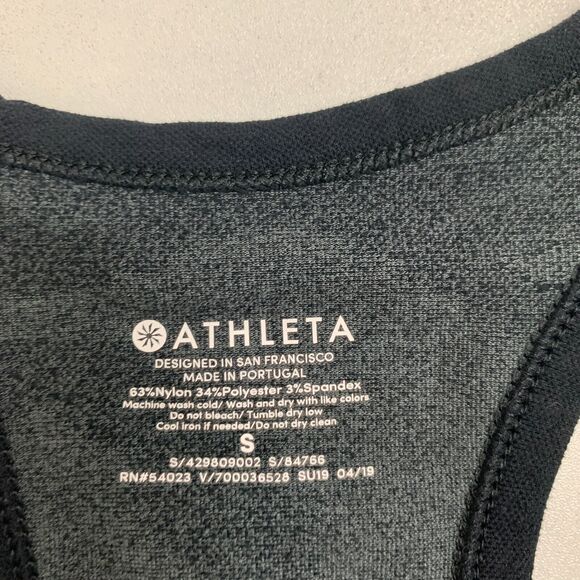 ATHLETA
DESIGNED IN SAN FRANCISCO
MADE IN PORTUGAL
63%Nylon 34%Polyester 3%Spandex
Machine wash cold/ Wash and dry with like colors
Do not bleach/ Tumble dry low
Cool iron if needed/ Do not dry clean
S
S/429809002 S/84766
RN#54023 V/700036528 SU19 04/19